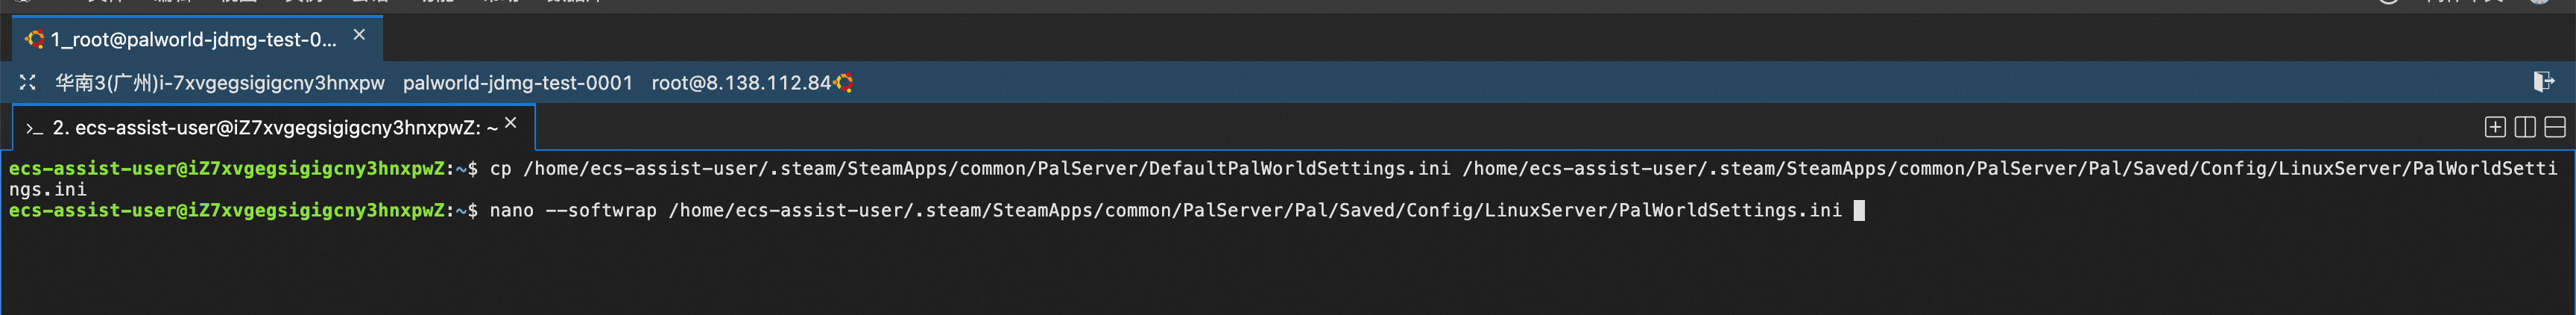 1_root@palworld-jdmg-test-0...
华南3(广州)i-7xvgegsigigcny3hnxpw palworld-jdmg-test-0001 root@8.138.112.84
>_ 2. ecs-assist-user@iZ7xvgegsigigcny3hnxpwZ: ~
ecs-assist-user@iZ7xvgegsigigcny3hnxpwZ:~$ cp /home/ecs-assist-user/.steam/SteamApps/common/PalServer/DefaultPalWorldSettings.ini /home/ecs-assist-user/.steam/SteamApps/common/PalServer/Pal/Saved/Config/LinuxServer/PalWorldSetti
ngs.ini
ecs-assist-user@iZ7xvgegsigigcny3hnxpwZ:~$ nano --softwrap /home/ecs-assist-user/.steam/SteamApps/common/PalServer/Pal/Saved/Config/LinuxServer/PalWorldSettings.ini